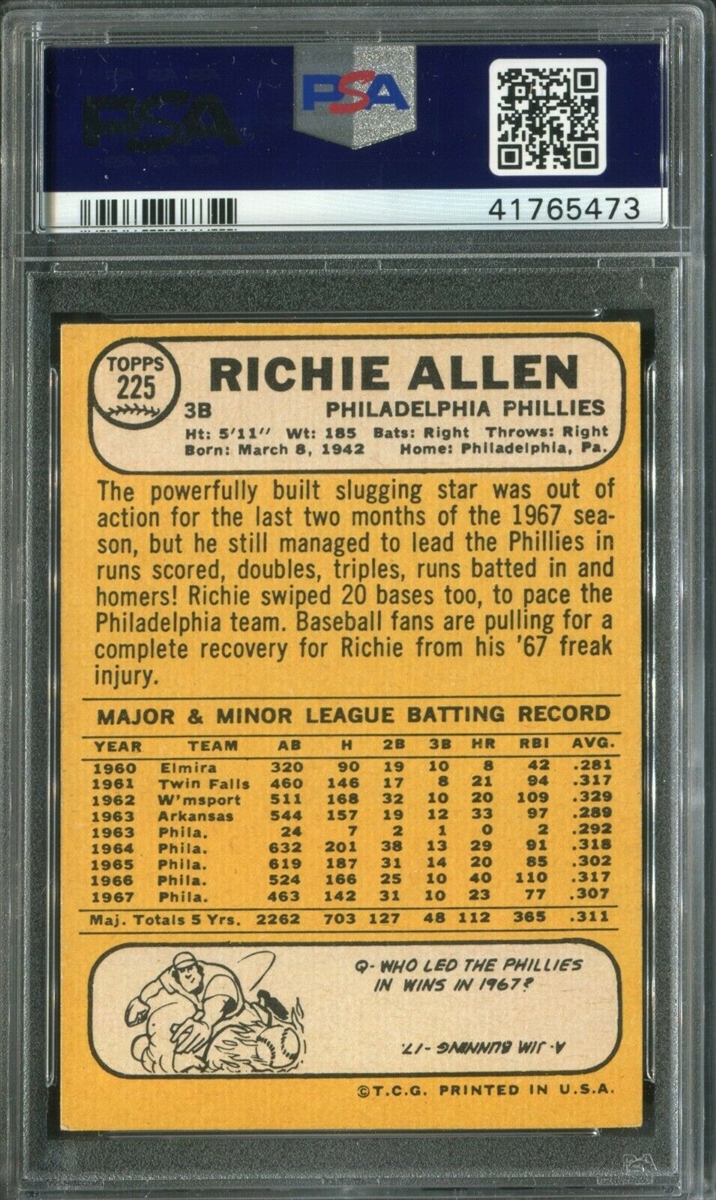 PSA
PSA
41765473
TOPPS
225
RICHIE ALLEN
3B PHILADELPHIA PHILLIES
Ht: 5'11" Wt: 185 Bats: Right Throws: Right
Born: March 8, 1942 Home: Philadelphia, Pa.
The powerfully built slugging star was out of
action for the last two months of the 1967 sea-
son, but he still managed to lead the Phillies in
runs scored, doubles, triples, runs batted in and
homers! Richie swiped 20 bases too, to pace the
Philadelphia team. Baseball fans are pulling for a
complete recovery for Richie from his '67 freak
injury.
MAJOR & MINOR LEAGUE BATTING RECORD
YEAR TEAM AB H 2B 3B HR RBI AVG.
1960 Elmira 320 90 19 10 8 42 .281
1961 Twin Falls 460 146 17 8 21 94 .317
1962 W'msport 511 168 32 10 20 109 .329
1963 Arkansas 544 157 19 12 33 97 .289
1963 Phila. 24 7 2 1 0 2 .292
1964 Phila. 632 201 38 13 29 91 .318
1965 Phila. 619 187 31 14 20 85 .302
1966 Phila. 524 166 25 10 40 110 .317
1967 Phila. 463 142 31 10 23 77 .307
Maj. Totals 5 Yrs. 2262 703 127 48 112 365 .311
Q- WHO LED THE PHILLIES
IN WINS IN 1967?
A. JIM BUNNING -17.
©T.C.G. PRINTED IN U.S.A.
PSA